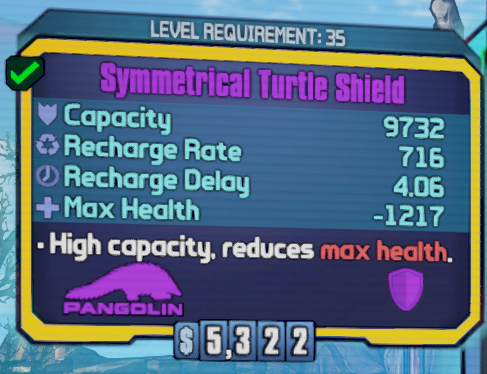 LEVEL REQUIREMENT: 35
Symmetrical Turtle Shield
Capacity 9732
Recharge Rate 716
Recharge Delay 4.06
Max Health -1217
• High capacity, reduces max health.
PANGOLIN
$ 5,322